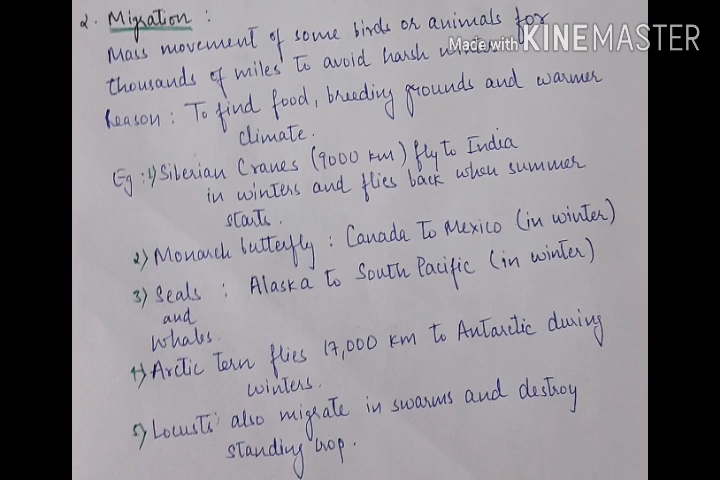 2. Migration :
Mass movement of some birds or animals for
Made with KINEMASTER
thousands of miles to avoid harsh
Reason : To find food, breeding grounds and warmer
climate.
Eg : 1) Siberian Cranes (9000 km) fly to India
in winters and flies back when summer
starts.
2) Monarch butterfly : Canada to Mexico (in winter)
3) Seals : Alaska to South Pacific (in winter)
and
whales.
4) Arctic tern flies 17,000 km to Antarctic during
winters.
5) Locusts also migrate in swarms and destroy
standing crop.